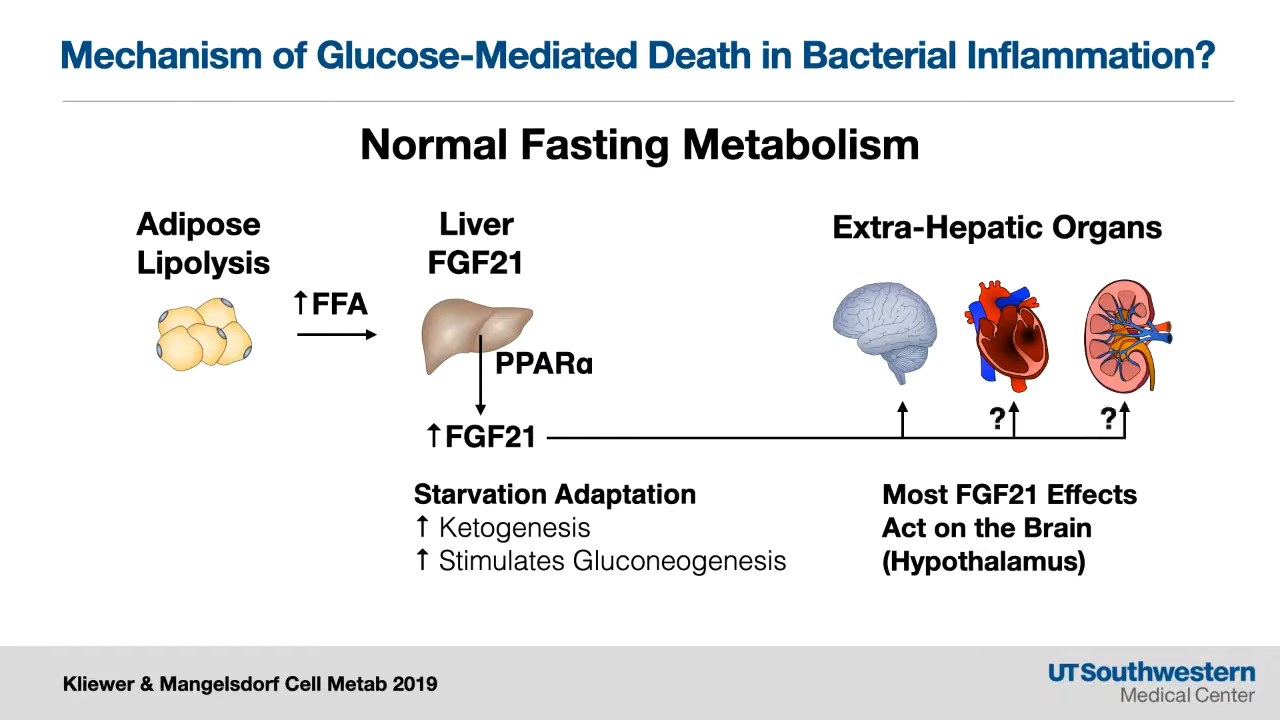 Mechanism of Glucose-Mediated Death in Bacterial Inflammation?
Normal Fasting Metabolism
Adipose
Lipolysis
↑FFA
Liver
FGF21
PPARα
↑FGF21
Extra-Hepatic Organs
?
?
Starvation Adaptation
↑ Ketogenesis
↑ Stimulates Gluconeogenesis
Most FGF21 Effects
Act on the Brain
(Hypothalamus)
Kliewer & Mangelsdorf Cell Metab 2019
UTSouthwestern
Medical Center